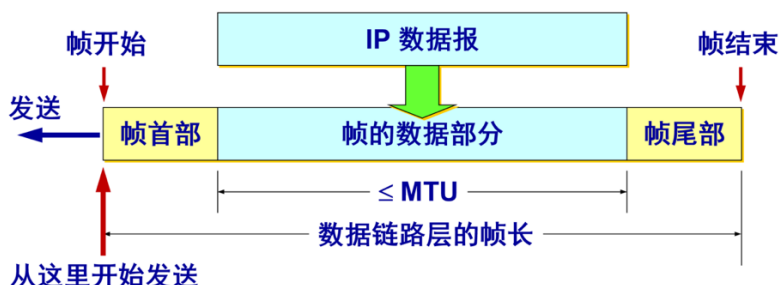 IP 数据报
帧开始
帧结束
发送
帧首部
帧的数据部分
帧尾部
≤ MTU
数据链路层的帧长
从这里开始发送